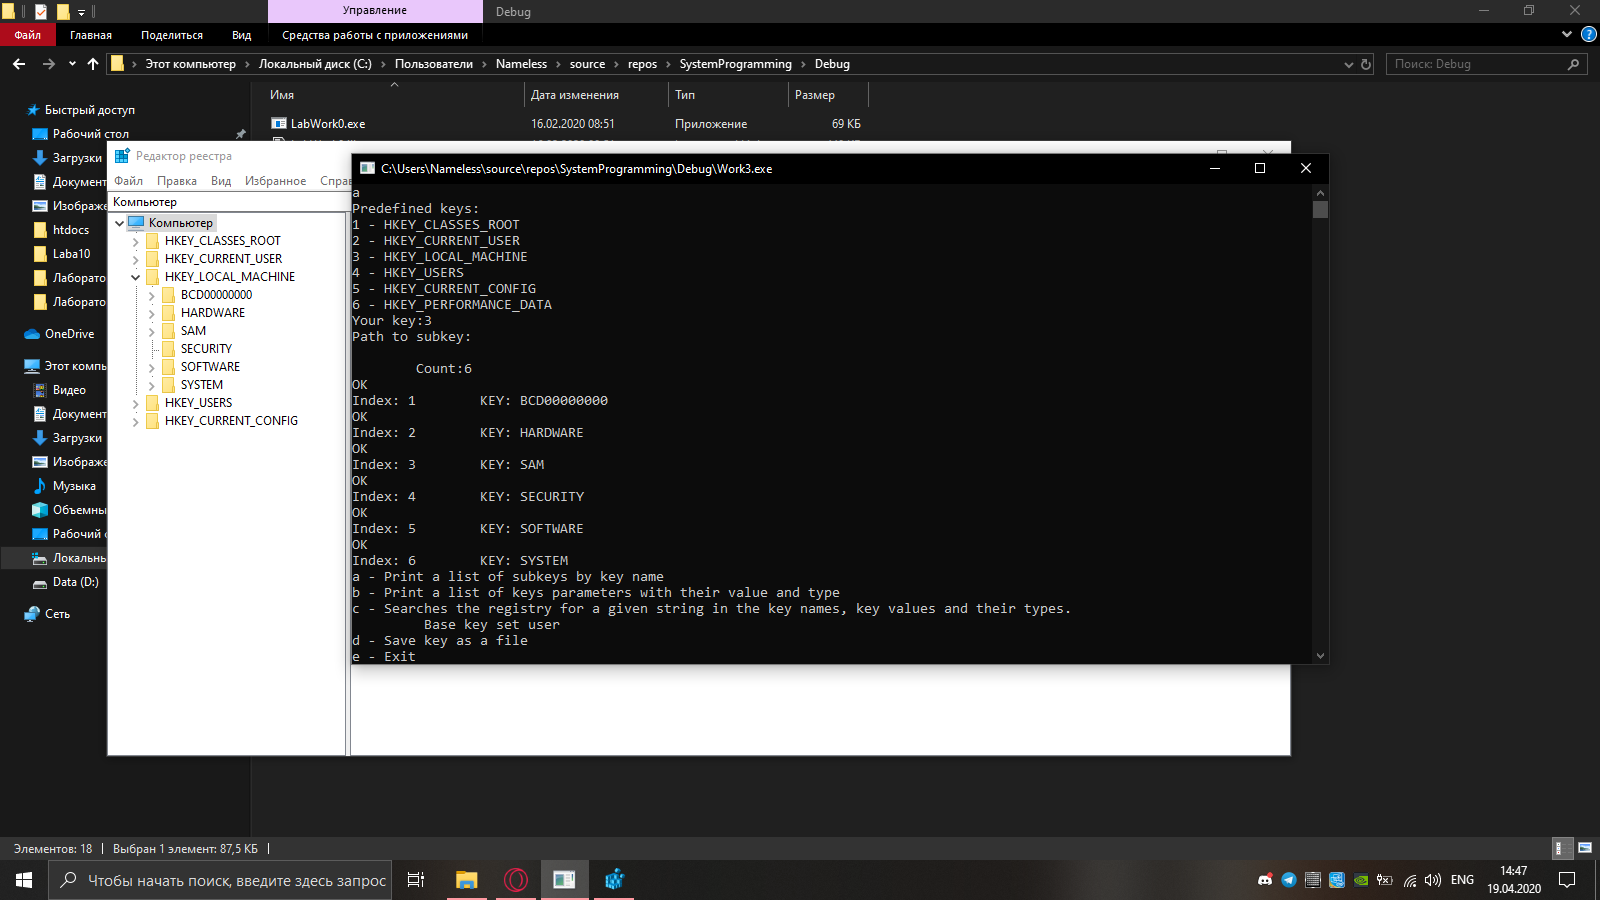 Управление
Debug
Файл
Главная
Поделиться
Вид
Средства работы с приложениями
Этот компьютер
Локальный диск (C:)
Пользователи
Nameless
source
repos
SystemProgramming
Debug
Поиск: Debug
Быстрый доступ
Рабочий стол
Загрузки
Документ
Изображе
htdocs
Laba10
Лаборато
Лаборато
OneDrive
Этот компь
Видео
Документ
Загрузки
Изображе
Музыка
Объемны
Рабочий с
Локальнь
Data (D:)
Сеть
Имя
Дата изменения
Тип
Размер
LabWork0.exe
16.02.2020 08:51
Приложение
69 КБ
Редактор реестра
Файл
Правка
Вид
Избранное
Справ
Компьютер
Компьютер
HKEY_CLASSES_ROOT
HKEY_CURRENT_USER
HKEY_LOCAL_MACHINE
BCD00000000
HARDWARE
SAM
SECURITY
SOFTWARE
SYSTEM
HKEY_USERS
HKEY_CURRENT_CONFIG
C:\Users\Nameless\source\repos\SystemProgramming\Debug\Work3.exe
a
Predefined keys:
1 - HKEY_CLASSES_ROOT
2 - HKEY_CURRENT_USER
3 - HKEY_LOCAL_MACHINE
4 - HKEY_USERS
5 - HKEY_CURRENT_CONFIG
6 - HKEY_PERFORMANCE_DATA
Your key:3
Path to subkey:
Count:6
OK
Index: 1 KEY: BCD00000000
OK
Index: 2 KEY: HARDWARE
OK
Index: 3 KEY: SAM
OK
Index: 4 KEY: SECURITY
OK
Index: 5 KEY: SOFTWARE
OK
Index: 6 KEY: SYSTEM
a - Print a list of subkeys by key name
b - Print a list of keys parameters with their value and type
c - Searches the registry for a given string in the key names, key values and their types.
Base key set user
d - Save key as a file
e - Exit
Элементов: 18
Выбран 1 элемент: 87,5 КБ
Чтобы начать поиск, введите здесь запрос
ENG
14:47
19.04.2020